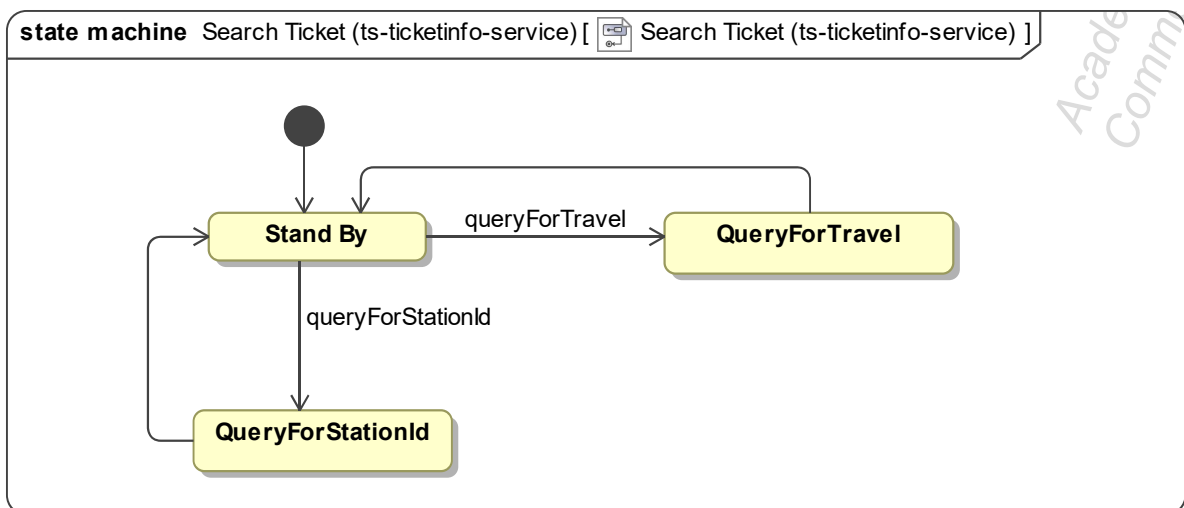 state machine Search Ticket (ts-ticketinfo-service) [ Search Ticket (ts-ticketinfo-service) ]
Stand By
queryForTravel
QueryForTravel
queryForStationId
QueryForStationId